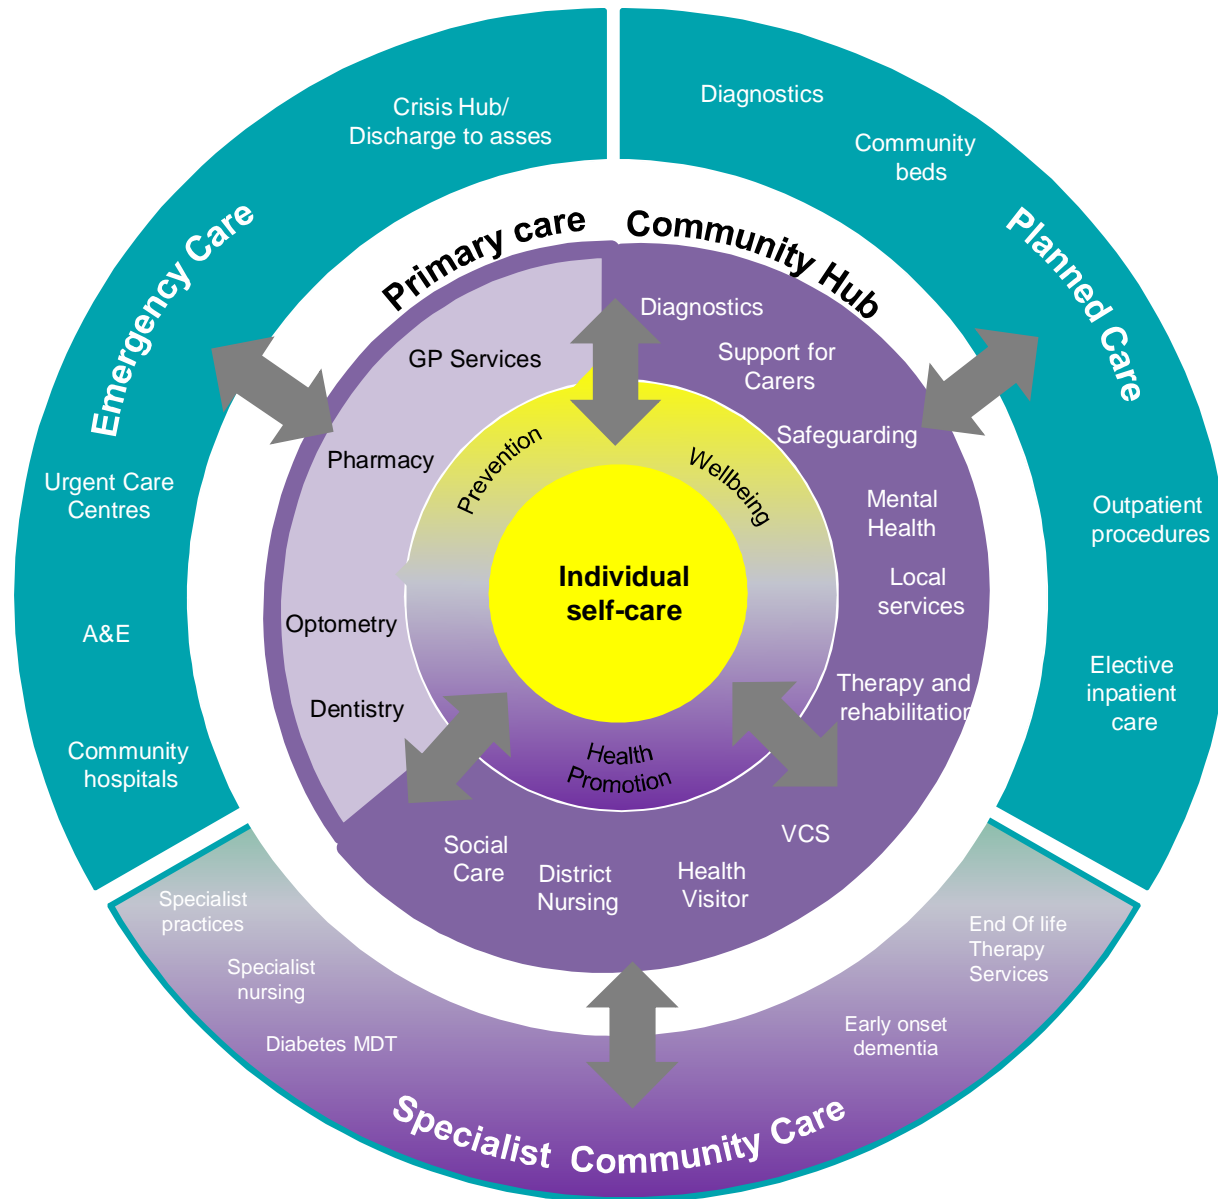 Crisis Hub/
Discharge to asses
Diagnostics
Community
beds
Emergency Care
Primary care
Community Hub
Planned Care
Diagnostics
GP Services
Support for
Carers
Pharmacy
Prevention
Wellbeing
Safeguarding
Urgent Care
Centres
Mental
Health
Outpatient
procedures
Individual
self-care
Local
services
A&E
Optometry
Elective
inpatient
care
Dentistry
Therapy and
rehabilitation
Community
hospitals
Health
Promotion
VCS
Social
Care
District
Nursing
Health
Visitor
Specialist
practices
End Of life
Therapy
Services
Specialist
nursing
Diabetes MDT
Early onset
dementia
Specialist Community Care